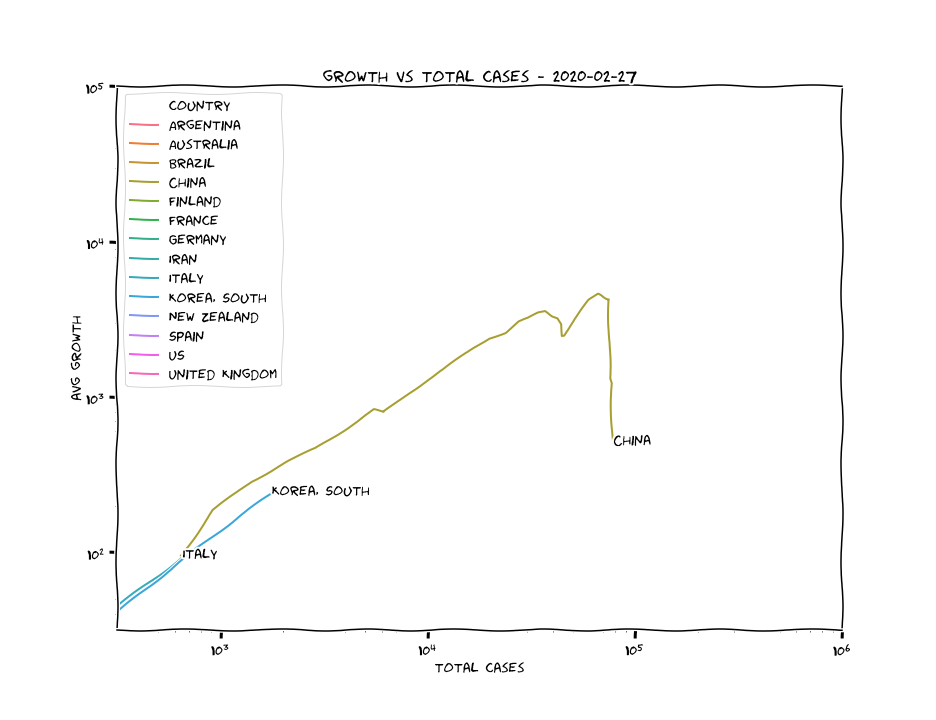 GROWTH VS TOTAL CASES - 2020-02-27
10⁵
COUNTRY
ARGENTINA
AUSTRALIA
BRAZIL
CHINA
FINLAND
FRANCE
GERMANY
IRAN
ITALY
KOREA, SOUTH
NEW ZEALAND
SPAIN
US
UNITED KINGDOM
10⁴
AVG GROWTH
10³
CHINA
KOREA, SOUTH
10²
ITALY
10³ 10⁴ 10⁵ 10⁶
TOTAL CASES